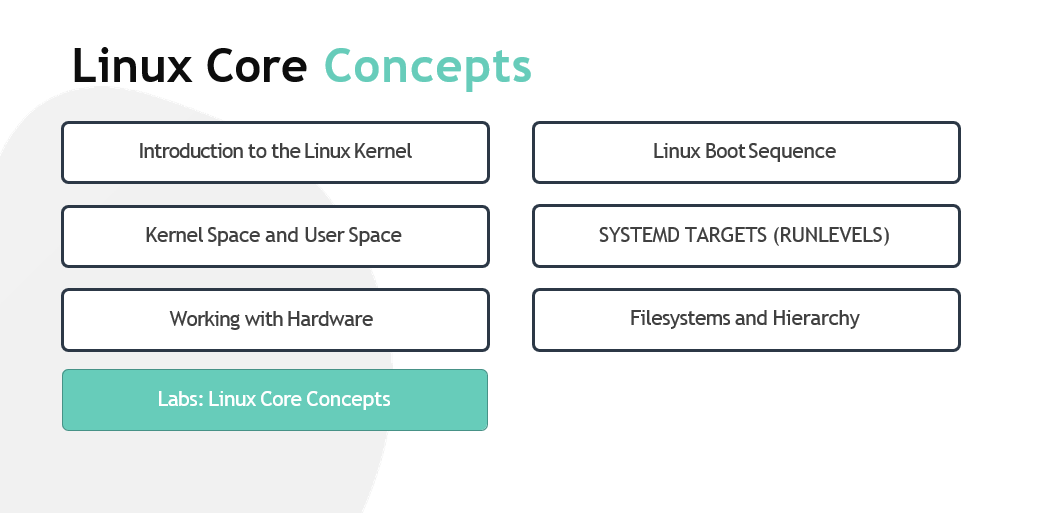 Linux Core Concepts
Introduction to the Linux Kernel
Linux Boot Sequence
Kernel Space and User Space
SYSTEMD TARGETS (RUNLEVELS)
Working with Hardware
Filesystems and Hierarchy
Labs: Linux Core Concepts